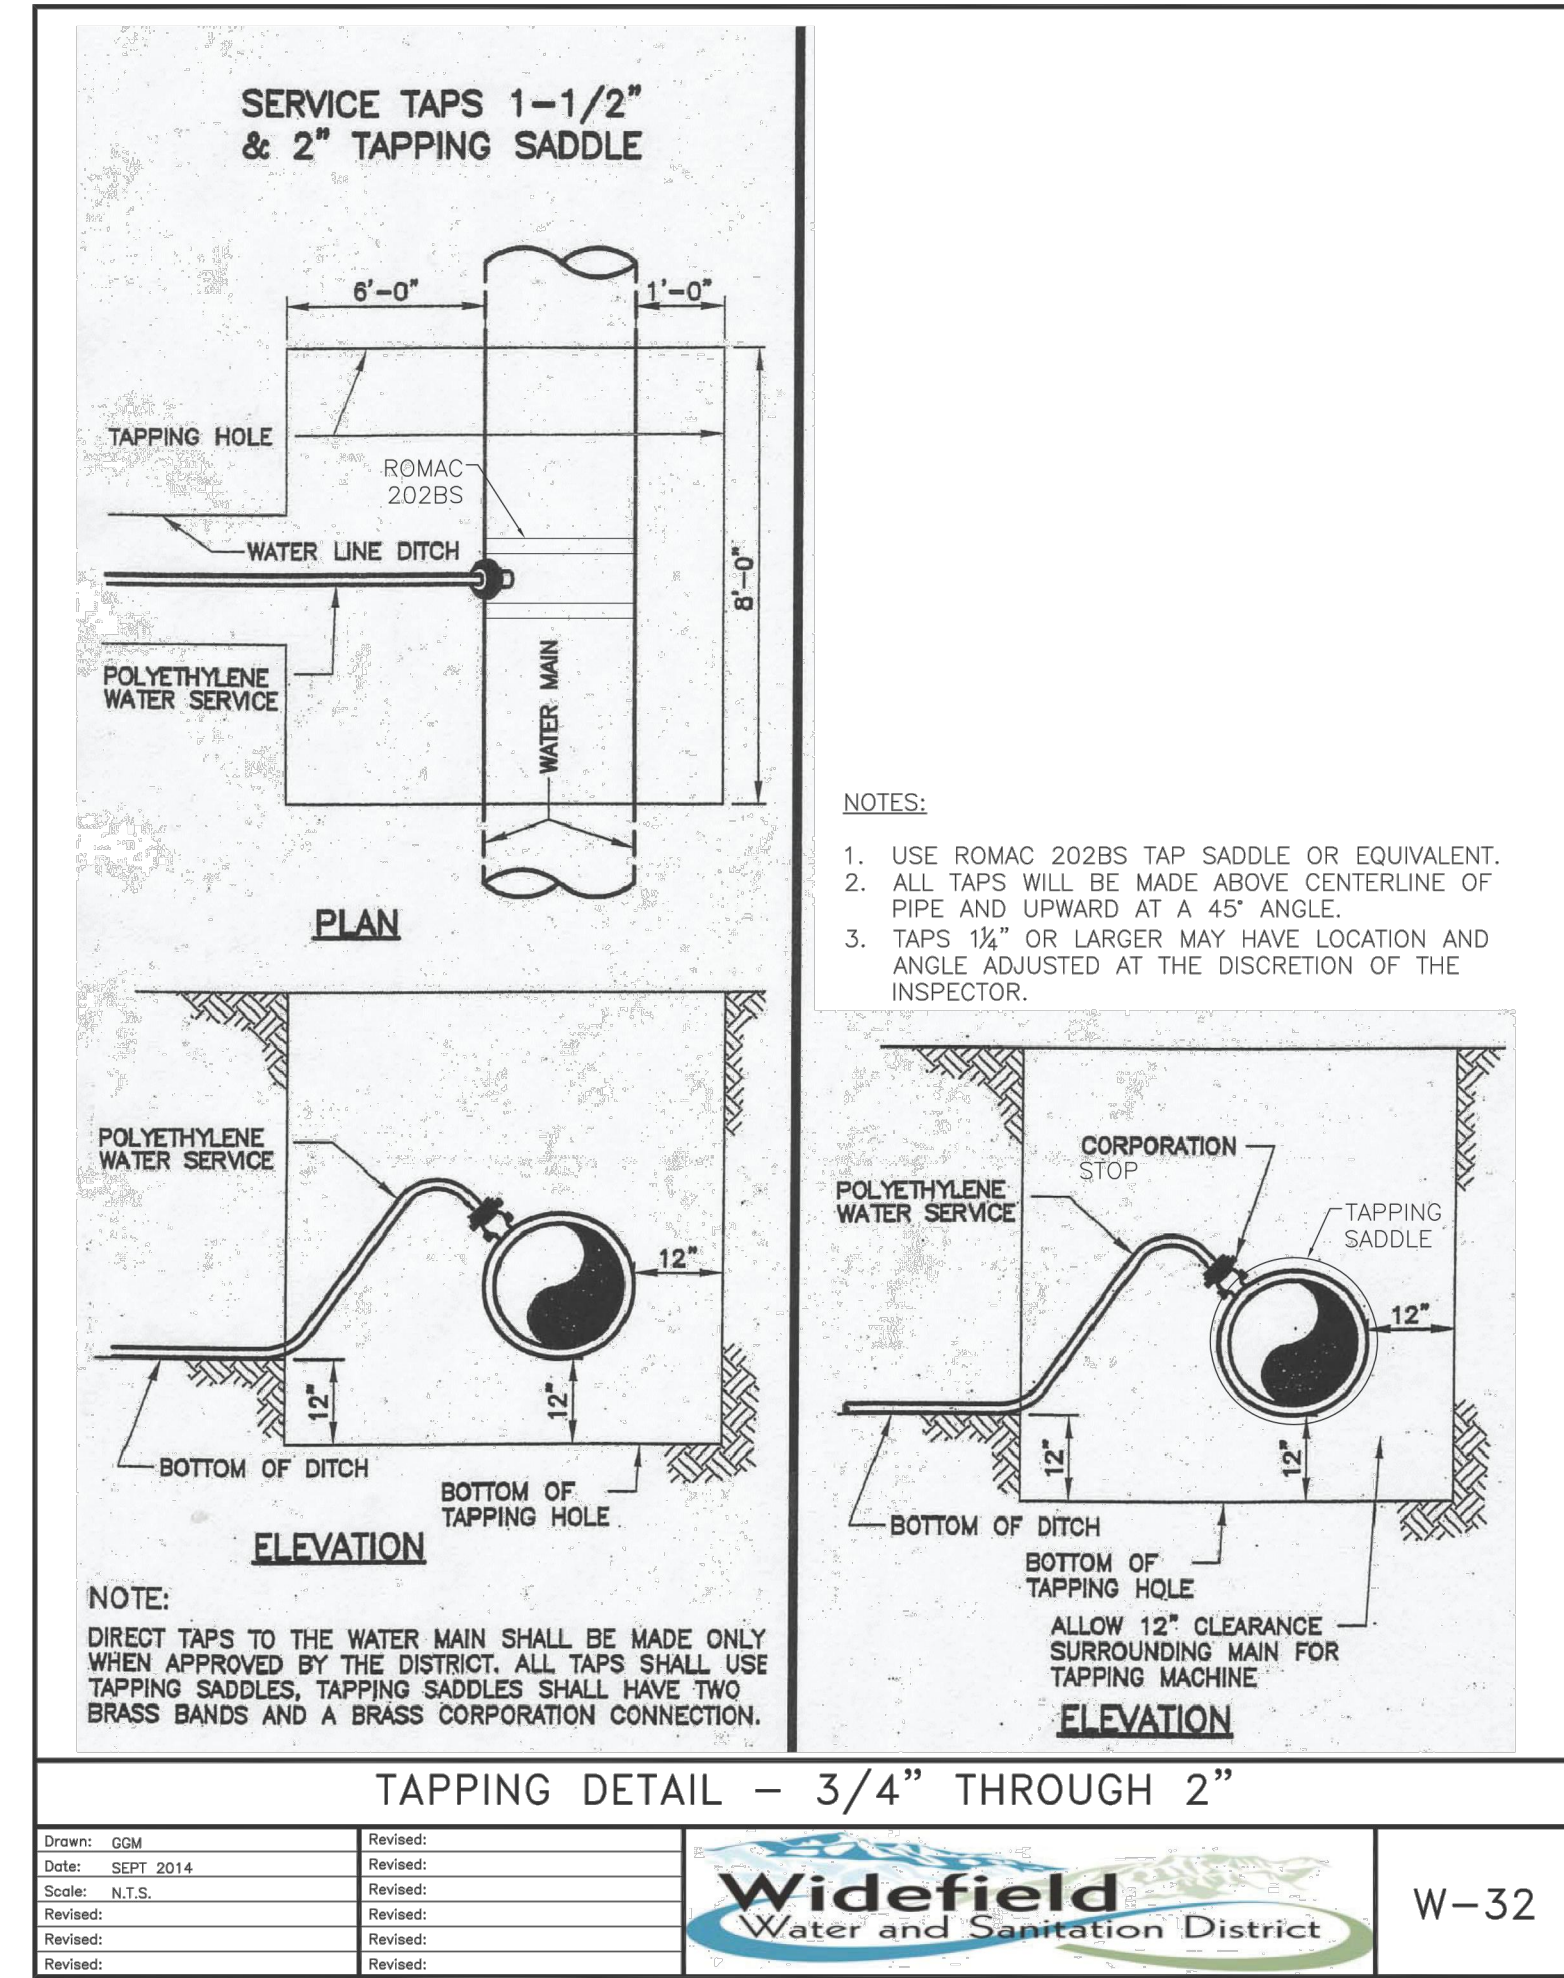 SERVICE TAPS 1-1/2"
& 2" TAPPING SADDLE
6'-0"
1'-0"
TAPPING HOLE
ROMAC
202BS
WATER LINE DITCH
8'-0"
POLYETHYLENE
WATER SERVICE
WATER MAIN
PLAN
NOTES:
1. USE ROMAC 202BS TAP SADDLE OR EQUIVALENT.
2. ALL TAPS WILL BE MADE ABOVE CENTERLINE OF
PIPE AND UPWARD AT A 45° ANGLE.
3. TAPS 1¼" OR LARGER MAY HAVE LOCATION AND
ANGLE ADJUSTED AT THE DISCRETION OF THE
INSPECTOR.
POLYETHYLENE
WATER SERVICE
12"
12"
12"
BOTTOM OF DITCH
BOTTOM OF
TAPPING HOLE
ELEVATION
NOTE:
DIRECT TAPS TO THE WATER MAIN SHALL BE MADE ONLY
WHEN APPROVED BY THE DISTRICT. ALL TAPS SHALL USE
TAPPING SADDLES, TAPPING SADDLES SHALL HAVE TWO
BRASS BANDS AND A BRASS CORPORATION CONNECTION.
CORPORATION
STOP
POLYETHYLENE
WATER SERVICE
TAPPING
SADDLE
12"
12"
12"
BOTTOM OF DITCH
BOTTOM OF
TAPPING HOLE
ALLOW 12" CLEARANCE
SURROUNDING MAIN FOR
TAPPING MACHINE
ELEVATION
TAPPING DETAIL - 3/4" THROUGH 2"
Drawn: GGM
Date: SEPT 2014
Scale: N.T.S.
Revised:
Revised:
Revised:
Revised:
Revised:
Revised:
Revised:
Revised:
Revised:
Widefield
Water and Sanitation District
W-32